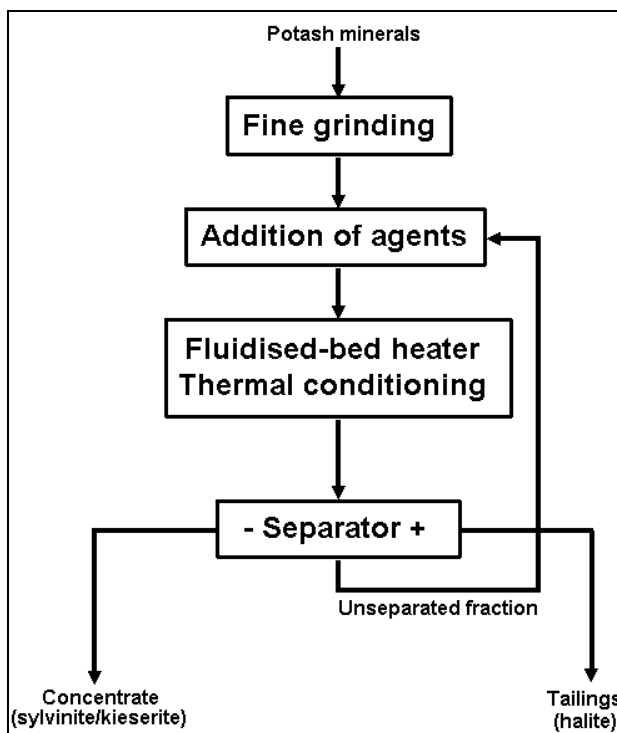 Potash minerals
Fine grinding
Addition of agents
Fluidised-bed heater
Thermal conditioning
- Separator +
Unseparated fraction
Concentrate
(sylvinite/kieserite)
Tailings
(halite)